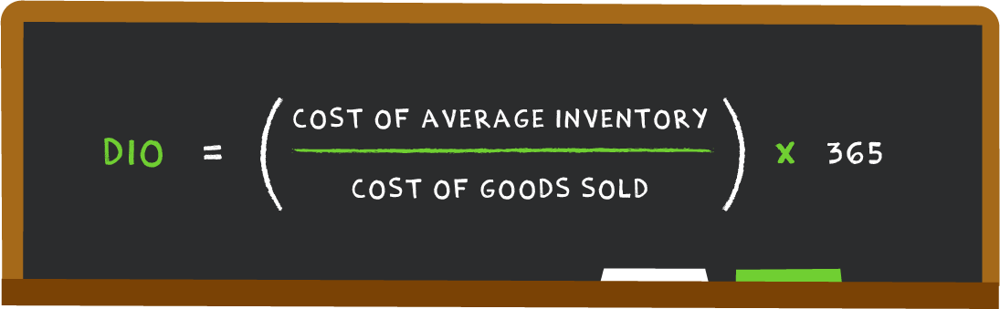 COST OF AVERAGE INVENTORY
DIO = ( ) X 365
COST OF GOODS SOLD